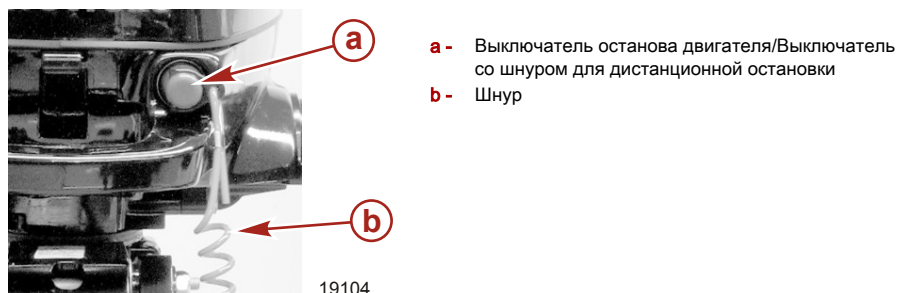 a
b
a - Выключатель останова двигателя/Выключатель
со шнуром для дистанционной остановки
b - Шнур
19104